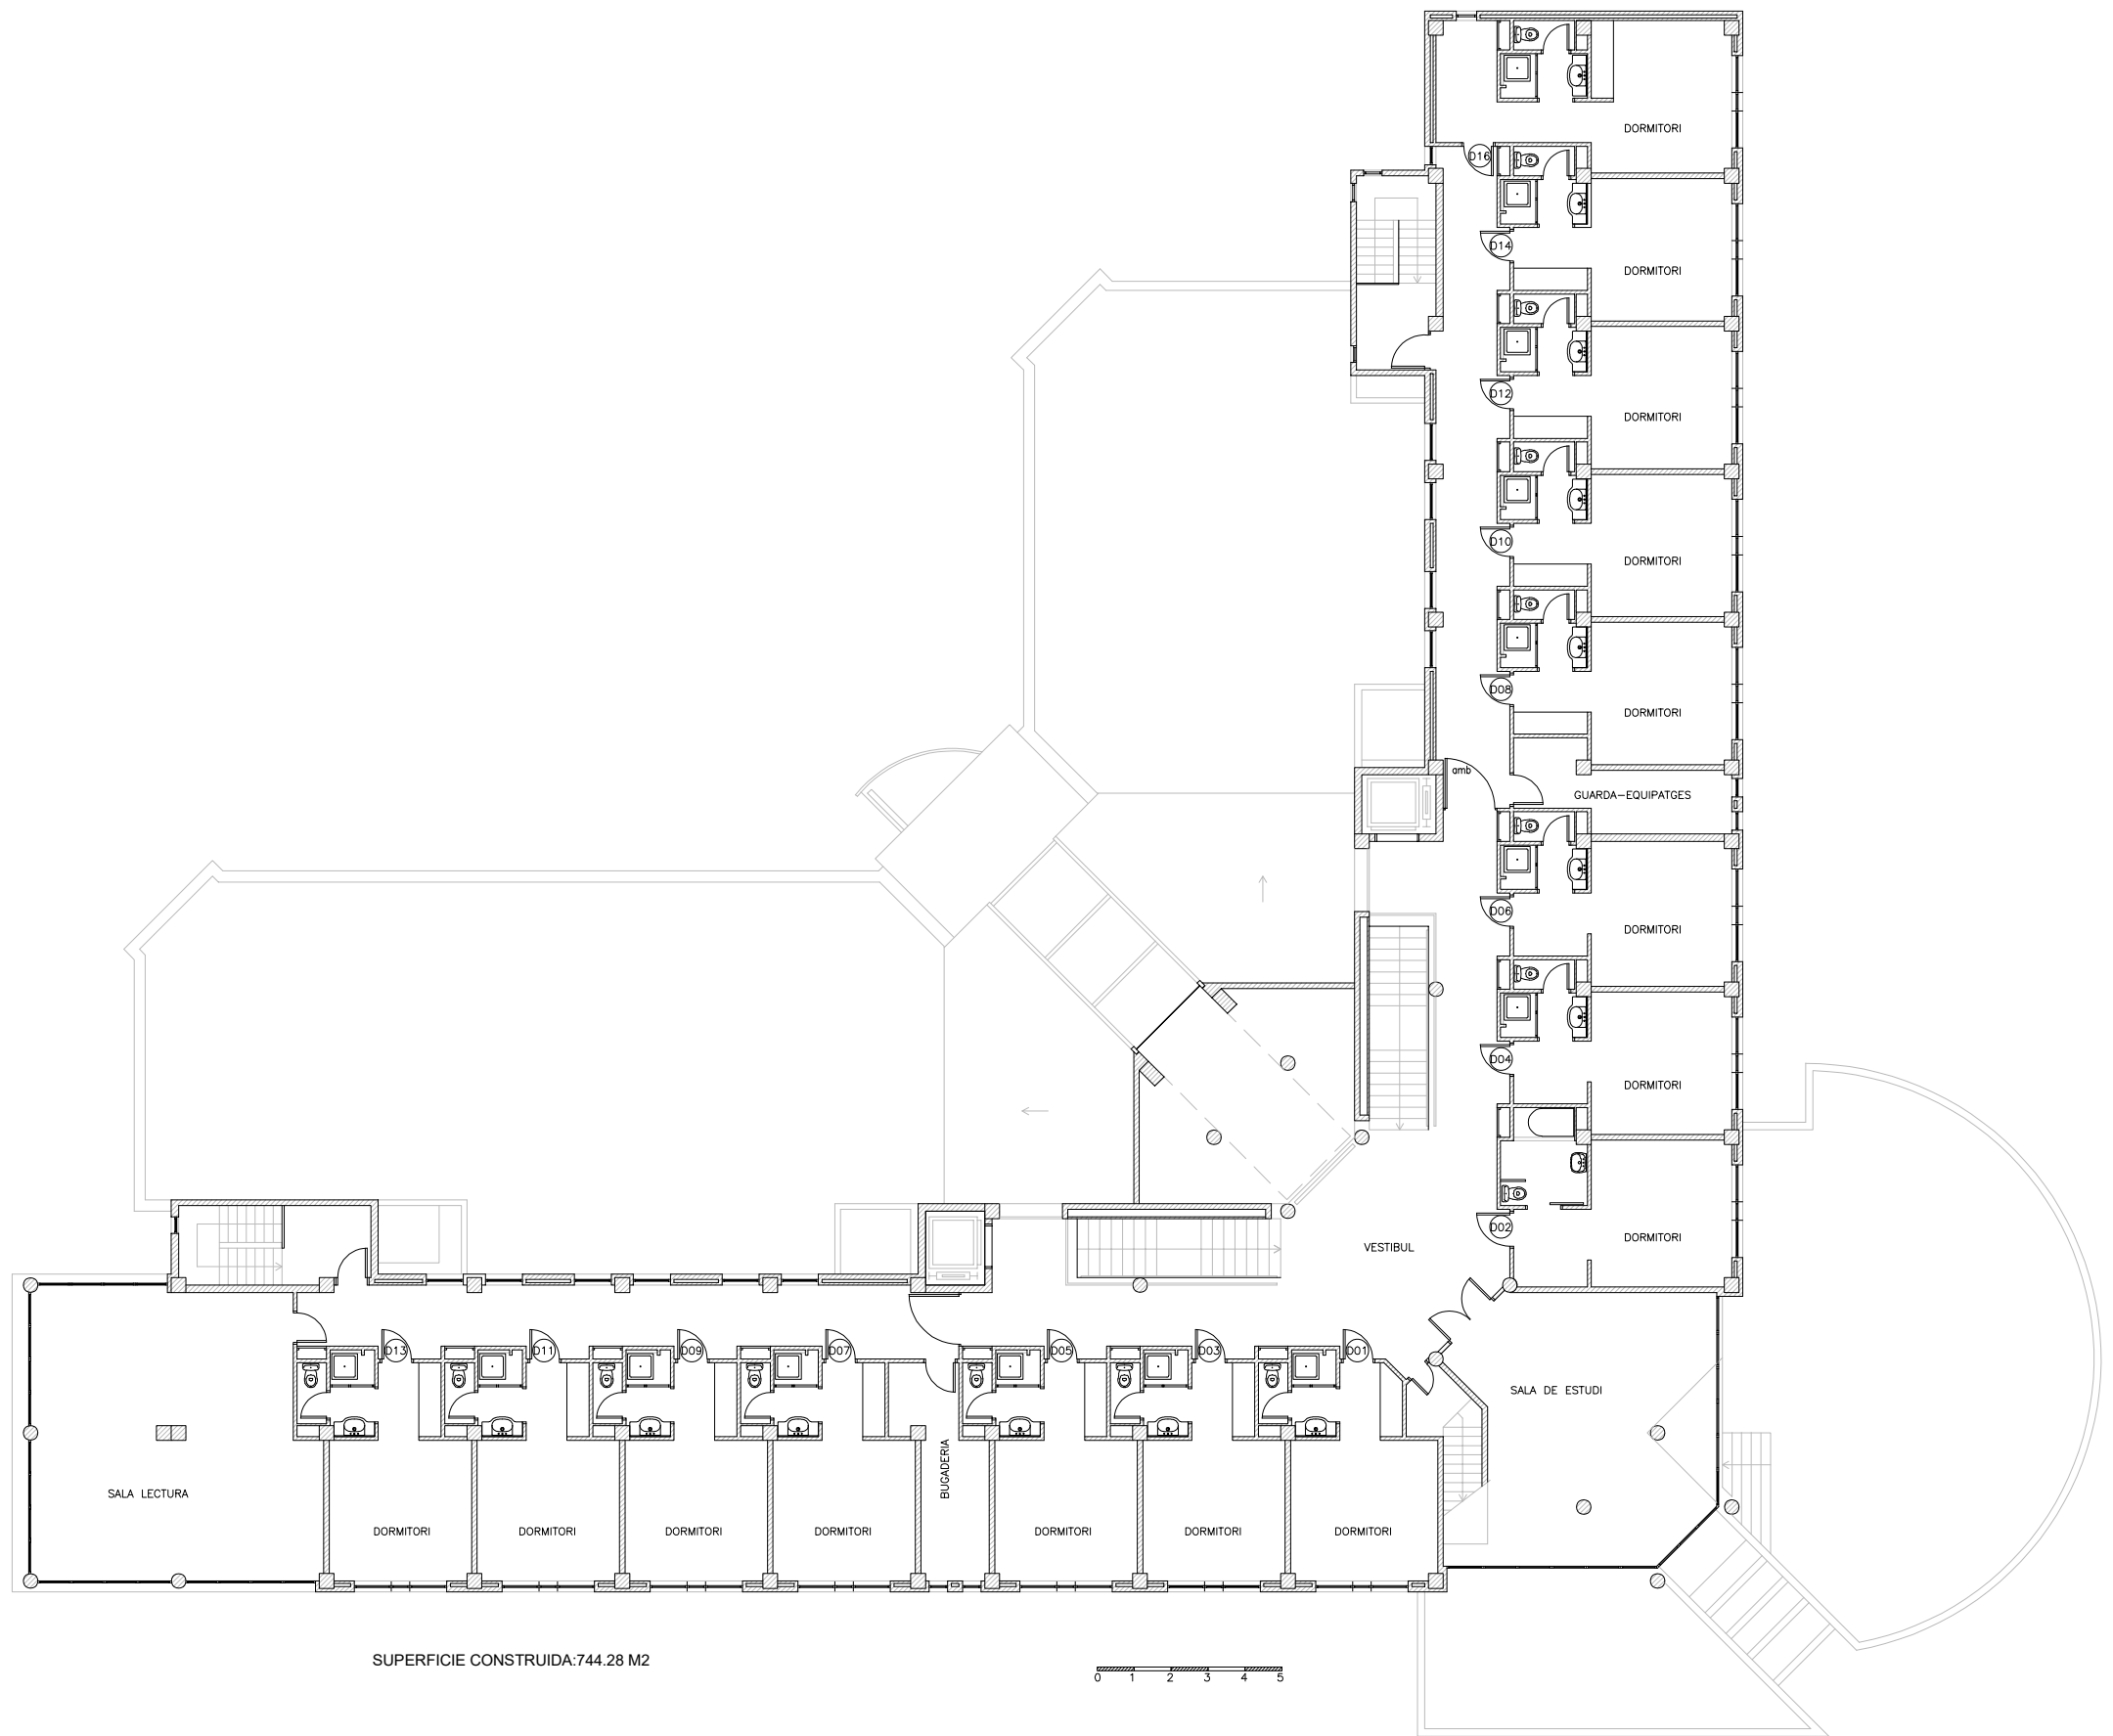 DORMITORI
D16
D14
DORMITORI
D12
DORMITORI
D10
DORMITORI
D08
DORMITORI
amb
GUARDA-EQUIPATGES
D06
DORMITORI
D04
DORMITORI
D02
DORMITORI
VESTIBUL
D13
D11
D09
D07
D05
D03
D01
SALA DE ESTUDI
SALA LECTURA
BUGADERIA
DORMITORI
DORMITORI
DORMITORI
DORMITORI
DORMITORI
DORMITORI
DORMITORI
SUPERFICIE CONSTRUIDA:744.28 M2
0 1 2 3 4 5